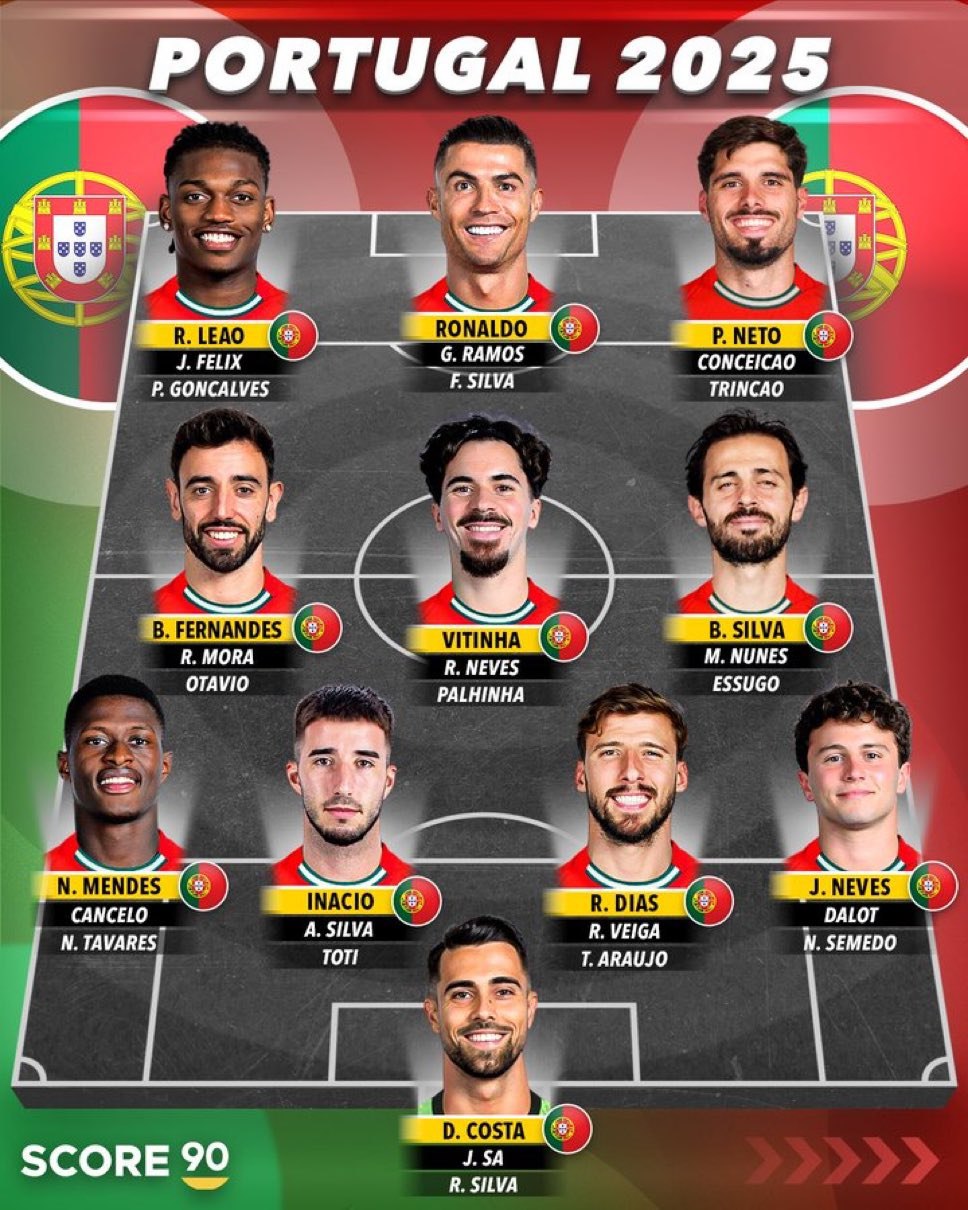 PORTUGAL 2025
R. LEAO
J. FELIX
P. GONCALVES
RONALDO
G. RAMOS
F. SILVA
P. NETO
CONCEICAO
TRINCAO
B. FERNANDES
R. MORA
OTAVIO
VITINHA
R. NEVES
PALHINHA
B. SILVA
M. NUNES
ESSUGO
N. MENDES
CANCELO
N. TAVARES
INACIO
A. SILVA
TOTI
R. DIAS
R. VEIGA
T. ARAUJO
J. NEVES
DALOT
N. SEMEDO
D. COSTA
J. SA
R. SILVA
SCORE 90